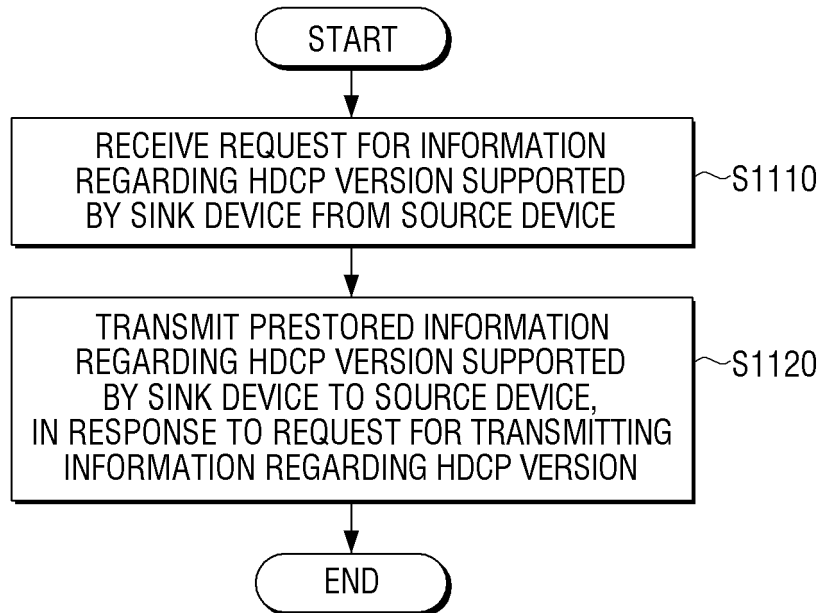 START
RECEIVE REQUEST FOR INFORMATION
REGARDING HDCP VERSION SUPPORTED
BY SINK DEVICE FROM SOURCE DEVICE
S1110
TRANSMIT PRESTORED INFORMATION
REGARDING HDCP VERSION SUPPORTED
BY SINK DEVICE TO SOURCE DEVICE,
IN RESPONSE TO REQUEST FOR TRANSMITTING
INFORMATION REGARDING HDCP VERSION
S1120
END